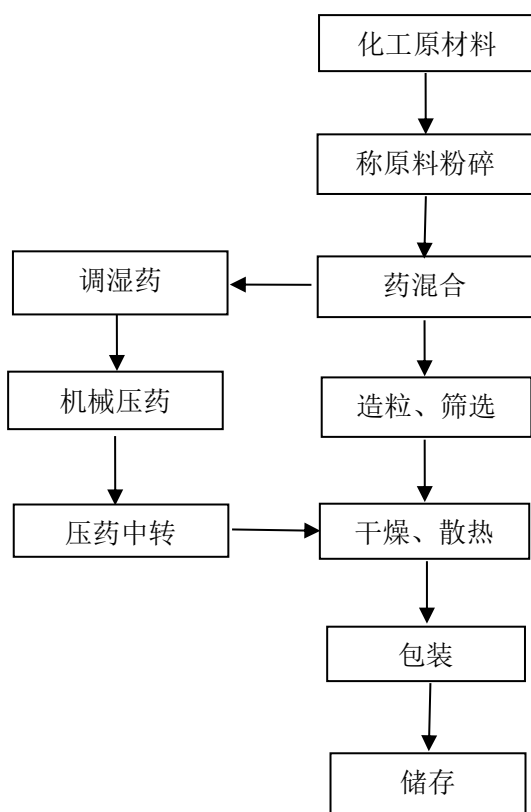 化工原材料
称原料粉碎
调湿药
药混合
机械压药
造粒、筛选
压药中转
干燥、散热
包装
储存